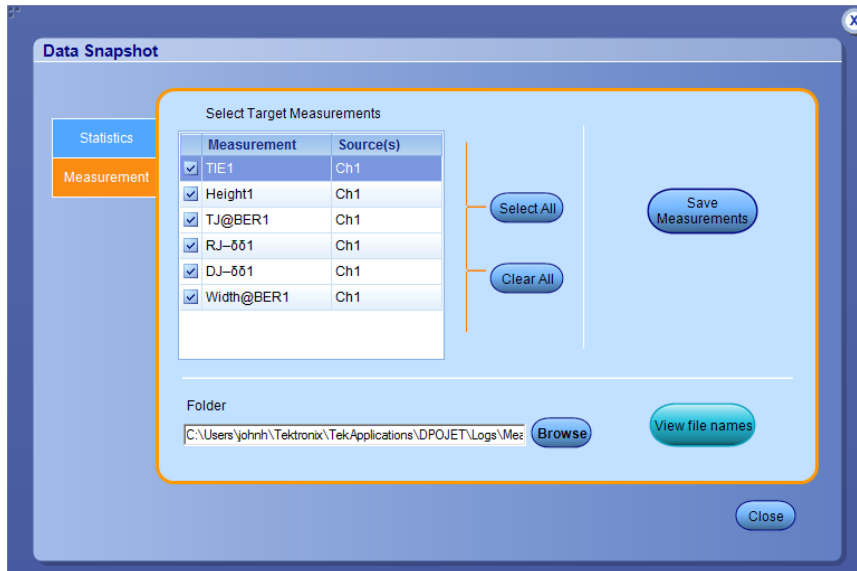 X
Data Snapshot
Statistics
Measurement
Select Target Measurements
Measurement Source(s)
TIE1 Ch1
Height1 Ch1
TJ@BER1 Ch1
RJ–δδ1 Ch1
DJ–δδ1 Ch1
Width@BER1 Ch1
Select All
Clear All
Save
Measurements
Folder
C:\Users\johnh\Tektronix\TekApplications\DPOJET\Logs\Mea
Browse
View file names
Close